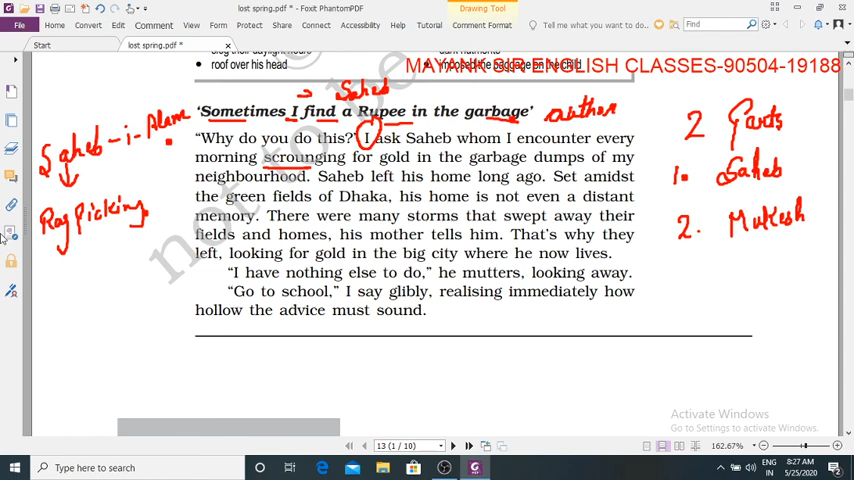 lost spring.pdf * - Foxit PhantomPDF
Drawing Tool
File Home Convert Edit Comment View Form Protect Share Accessibility Help Tutorial Comment Format Tell me what you want to do... Find
Start lost spring.pdf *
roof over his head
MAYANK SIR ENGLISH CLASSES-90504-19188
Saheb
'Sometimes I find a Rupee in the garbage' author
"Why do you do this?" I ask Saheb whom I encounter every
morning scrounging for gold in the garbage dumps of my
neighbourhood. Saheb left his home long ago. Set amidst
the green fields of Dhaka, his home is not even a distant
memory. There were many storms that swept away their
fields and homes, his mother tells him. That's why they
left, looking for gold in the big city where he now lives.
"I have nothing else to do," he mutters, looking away.
"Go to school," I say glibly, realising immediately how
hollow the advice must sound.
Saheb-i-Alam
Rag Picking
2 Parts
1. Saheb
2. Mukesh
not to be
Activate Windows
Go to Settings to activate Windows.
13 (1 / 10) 162.67%
Type here to search
ENG
IN
8:27 AM
5/25/2020
2